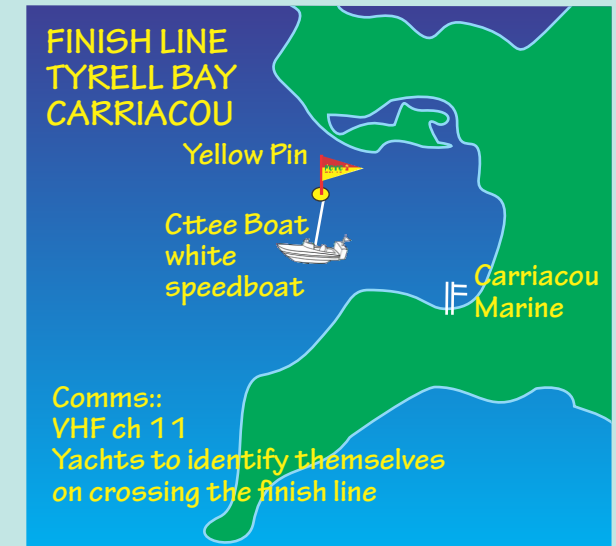 FINISH LINE
TYRELL BAY
CARRIACOU
Yellow Pin
Cttee Boat
white
speedboat
Carriacou
Marine
Comms::
VHF ch 11
Yachts to identify themselves
on crossing the finish line